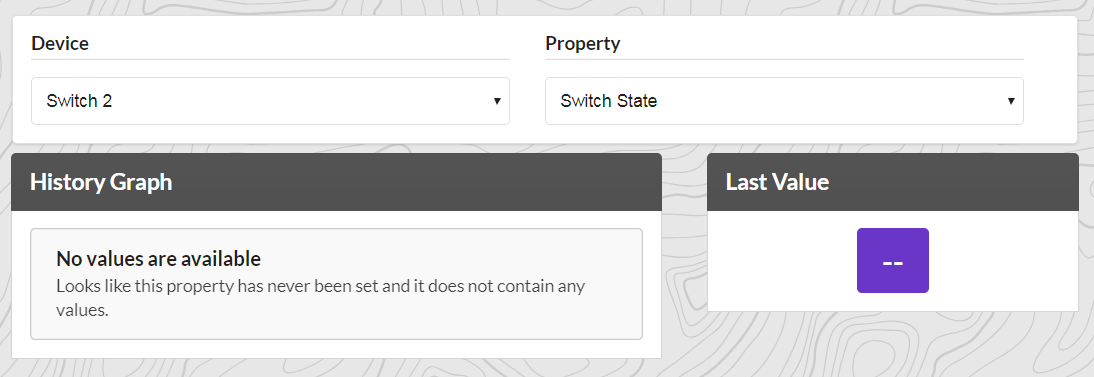 Device
Property
Switch 2
Switch State
History Graph
Last Value
No values are available
Looks like this property has never been set and it does not contain any
values.
--